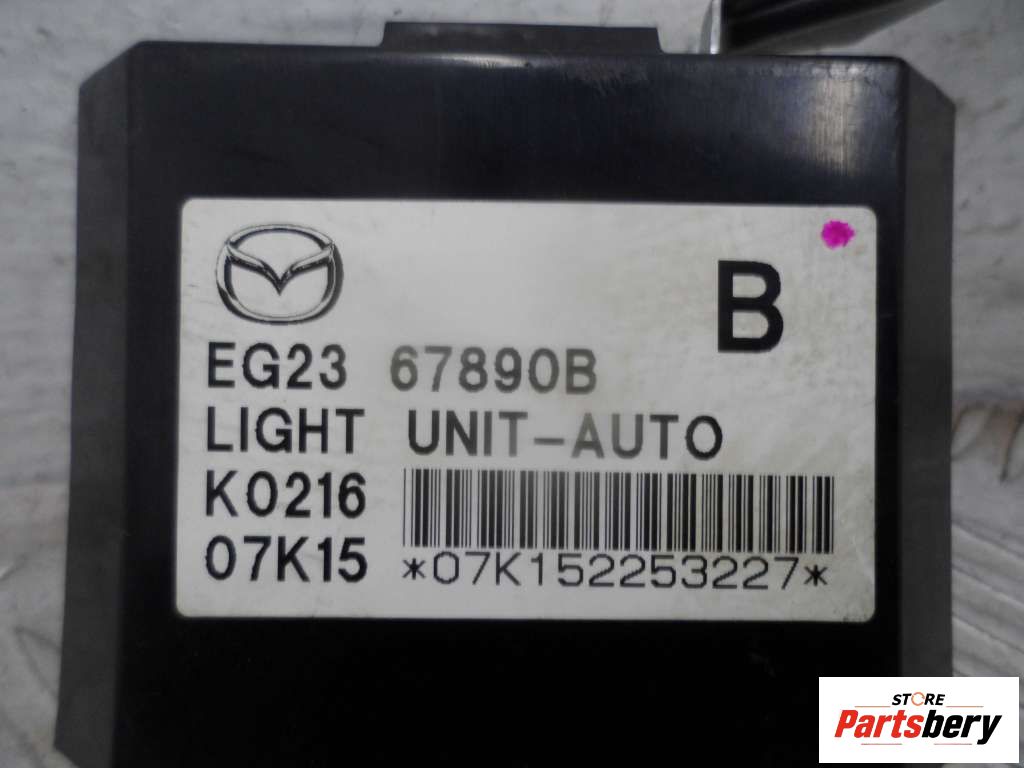 B
EG23 67890B
LIGHT UNIT-AUTO
K0216
07K15 *07K152253227*
STORE
Partsbery